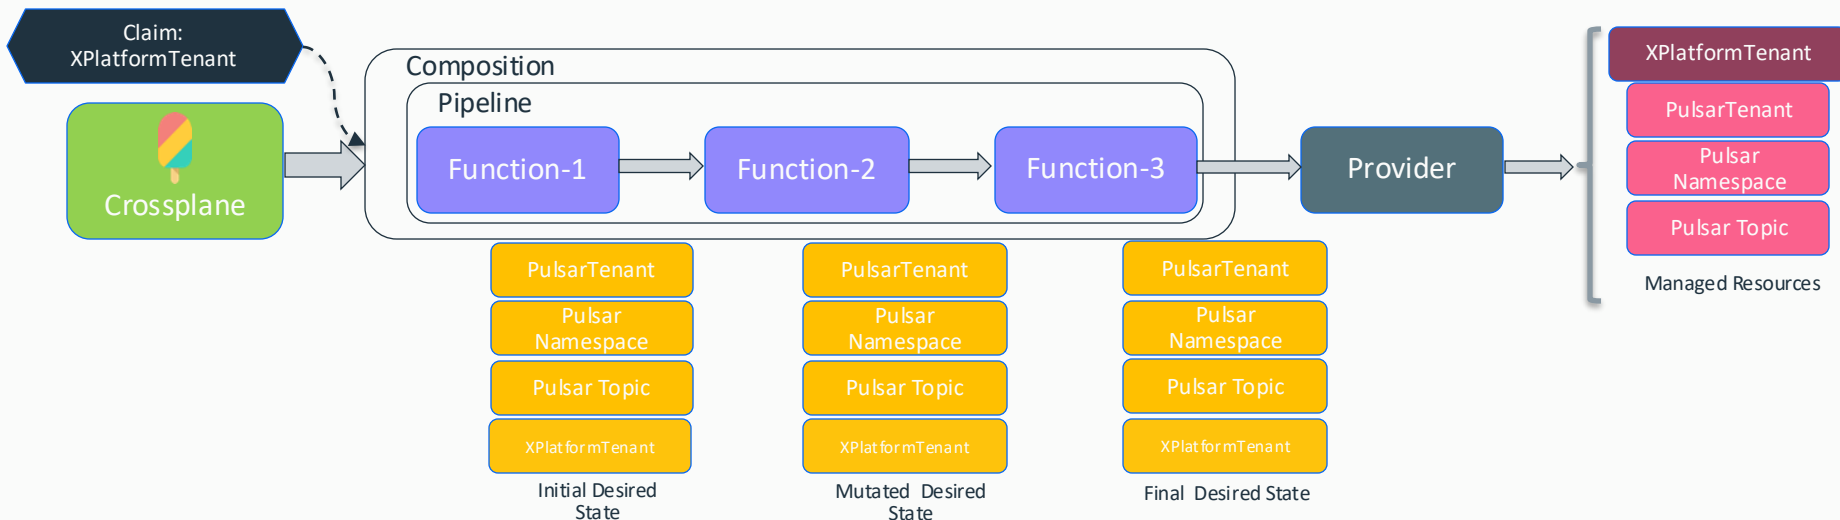 Claim:
XPlatformTenant
Crossplane
Composition
Pipeline
Function-1
Function-2
Function-3
Provider
XPlatformTenant
PulsarTenant
Pulsar
Namespace
Pulsar Topic
Managed Resources
PulsarTenant
Pulsar
Namespace
Pulsar Topic
XPlatformTenant
Initial Desired
State
PulsarTenant
Pulsar
Namespace
Pulsar Topic
XPlatformTenant
Mutated Desired
State
PulsarTenant
Pulsar
Namespace
Pulsar Topic
XPlatformTenant
Final Desired State